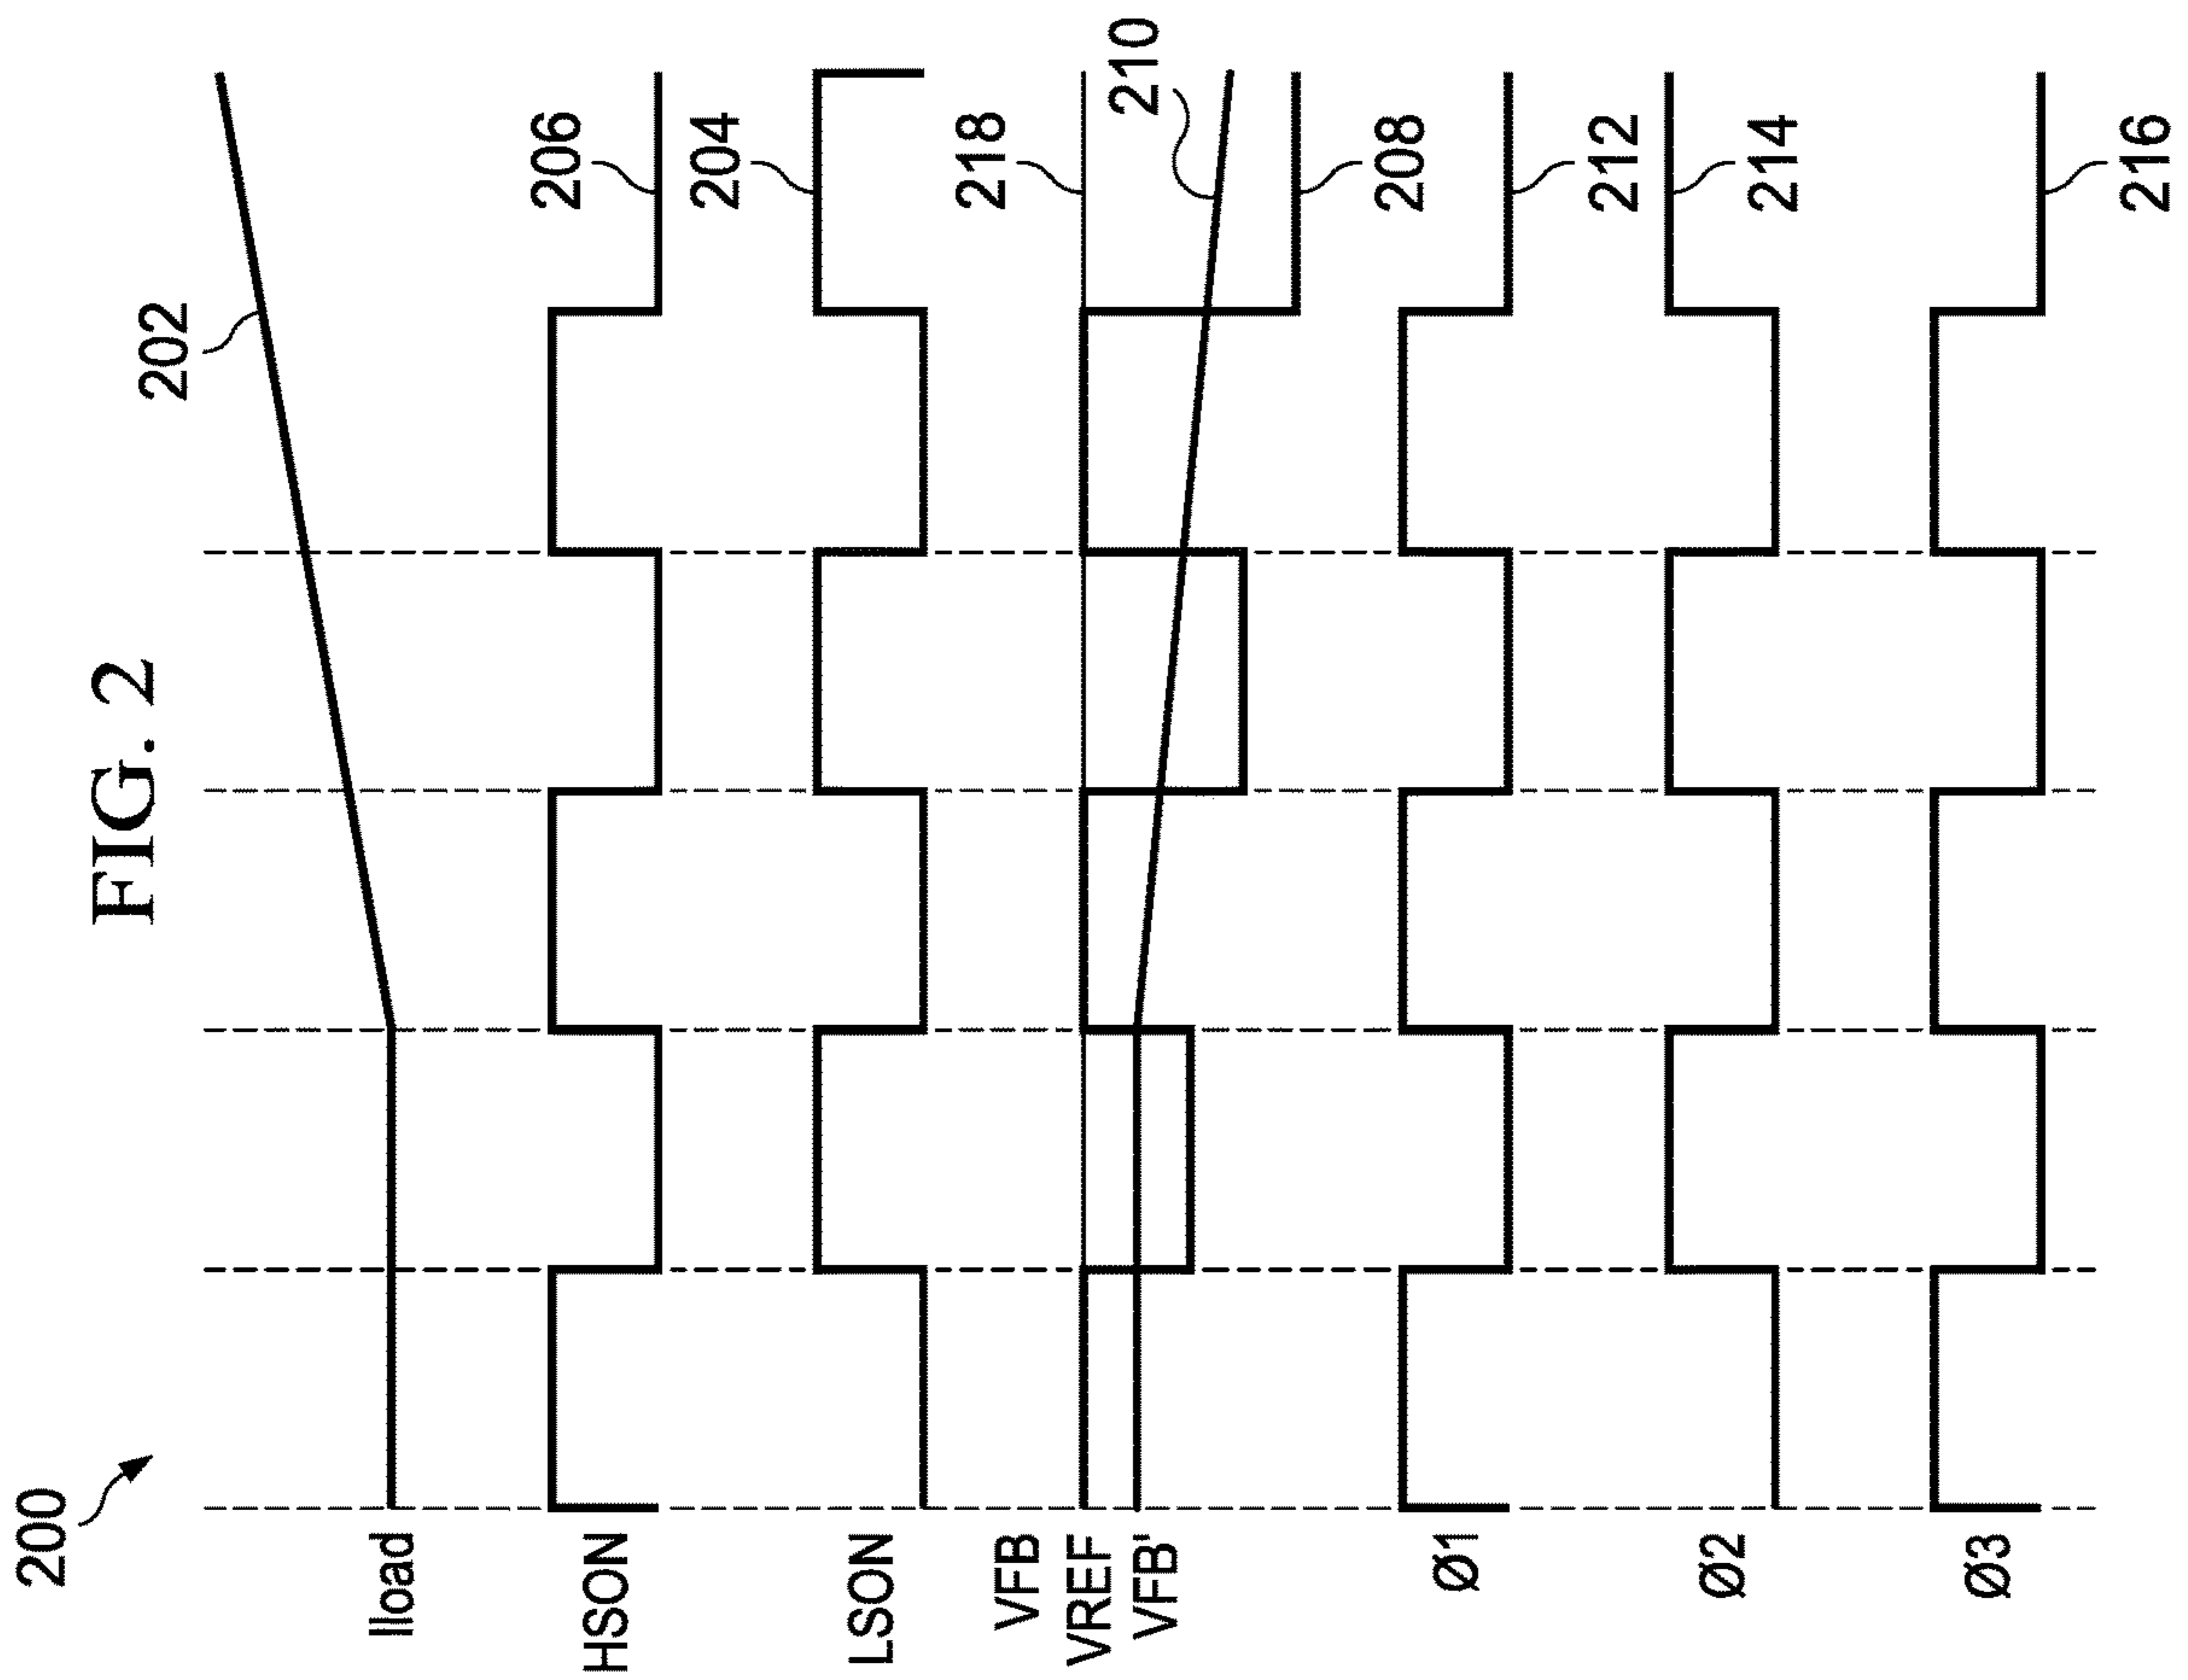 FIG. 2
200
202
Iload
206
HSON
204
LSON
218
210
VFB
VREF
VFB'
208
212
Ø1
214
Ø2
216
Ø3